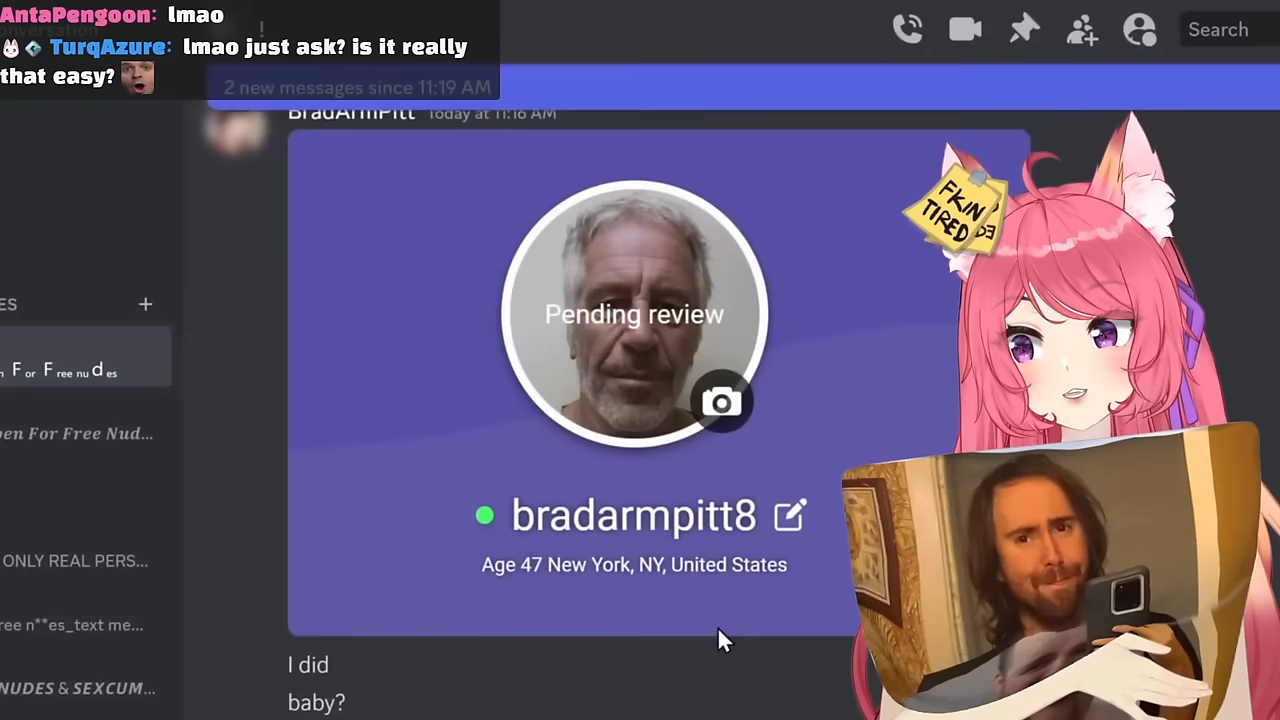 AntaPengoon: lmao
TurqAzure: lmao just ask? is it really
that easy?
Search
2 new messages since 11:19 AM
BradArmPitt Today at 11:16 AM
FKIN
TIRED
Pending review
ES
For Free nudes
pen For Free Nud...
bradarmpitt8
Age 47 New York, NY, United States
ONLY REAL PERS...
ree n**es_text me...
NUDES & SEXCUM...
I did
baby?